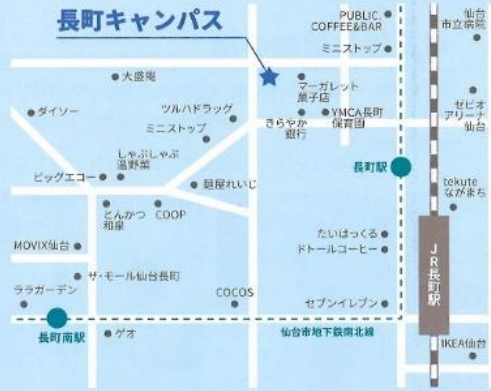 長町キャンパス
PUBLIC.
COFFEE&BAR
ミニストップ
仙台
市立病院
大盛庵
マーガレット
菓子店
ダイソー
ツルハドラッグ
ミニストップ
きらやか
銀行
YMCA長町
保育園
ゼビオ
アリーナ
仙台
しゃぶしゃぶ
温野菜
長町駅
ビッグエコー
麺屋れいじ
tekute
ながまち
とんかつ
和泉
COOP
たいはっくる
MOVIX仙台
ドトールコーヒー
JR長町駅
ザ・モール仙台長町
ララガーデン
COCOS
セブンイレブン
長町南駅
ゲオ
仙台市地下鉄南北線
IKEA仙台